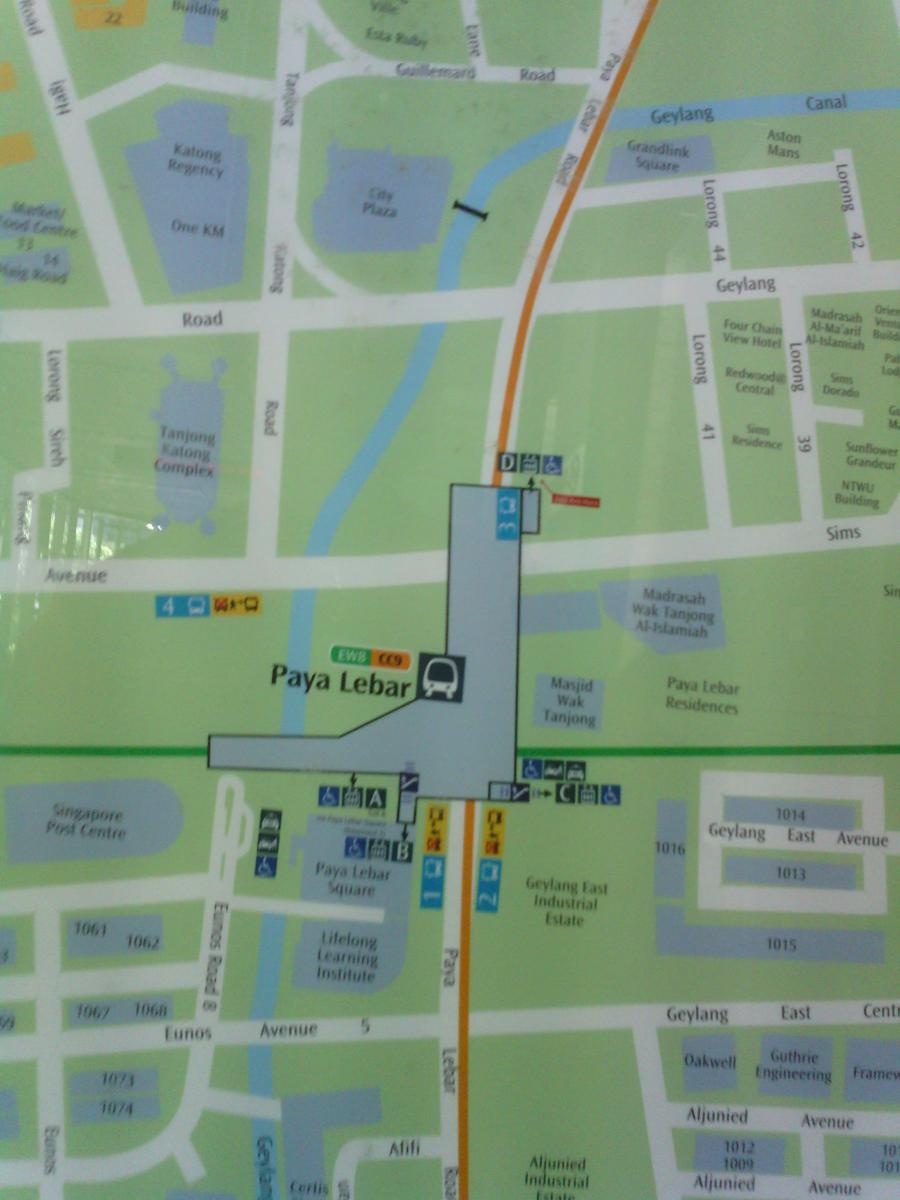 22
Building
Ville
Esta Ruby
Lane
Road
Haig
Tanjong
Guillemard Road
Paya
Lebar
Road
Geylang Canal
Katong
Regency
One KM
City
Plaza
Grandlink
Square
Aston
Mans
Lorong
44
Lorong
42
Market/
Food Centre
33
14
Haig Road
Katong
Road
Geylang
Road
Lorong
Sireh
Tanjong
Katong
Complex
Lorong
41
Four Chain
View Hotel
Redwood@
Central
Sims
Residence
Lorong
39
Madrasah
Al-Ma'arif
Al-Islamiah
Sims
Dorado
Sunflower
Grandeur
NTWU
Building
D
3
Avenue
Sims
4
EW8 CC9
Paya Lebar
Madrasah
Wak Tanjong
Al-Islamiah
Masjid
Wak
Tanjong
Paya Lebar
Residences
Singapore
Post Centre
A
B
C
1
2
Paya Lebar
Square
Lifelong
Learning
Institute
Geylang East
Industrial
Estate
1016
1014
Geylang East Avenue
1013
1015
1061
1062
1067 1068
Eunos Road 8
Eunos Avenue 5
Paya
Lebar
Road
Geylang East
1073
1074
Eunos
Geylang
Certis
Afifi
Aljunied
Industrial
Estate
Oakwell
Guthrie
Engineering
Aljunied Avenue
1012
1009
Aljunied Avenue